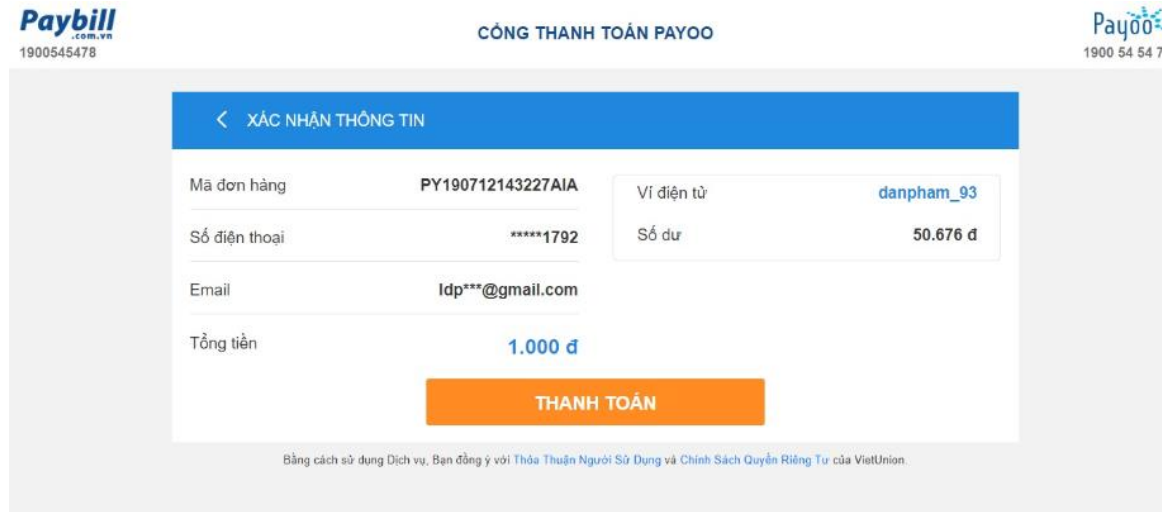 Paybill
.com.vn
1900545478
CỔNG THANH TOÁN PAYOO
Payoo
1900 54 54 7
XÁC NHẬN THÔNG TIN
Mã đơn hàng PY190712143227AIA
Số điện thoại *****1792
Email ldp***@gmail.com
Tổng tiền 1.000 đ
Ví điện tử danpham_93
Số dư 50.676 đ
THANH TOÁN
Bằng cách sử dụng Dịch vụ, Bạn đồng ý với Thỏa Thuận Người Sử Dụng và Chính Sách Quyền Riêng Tư của VietUnion.